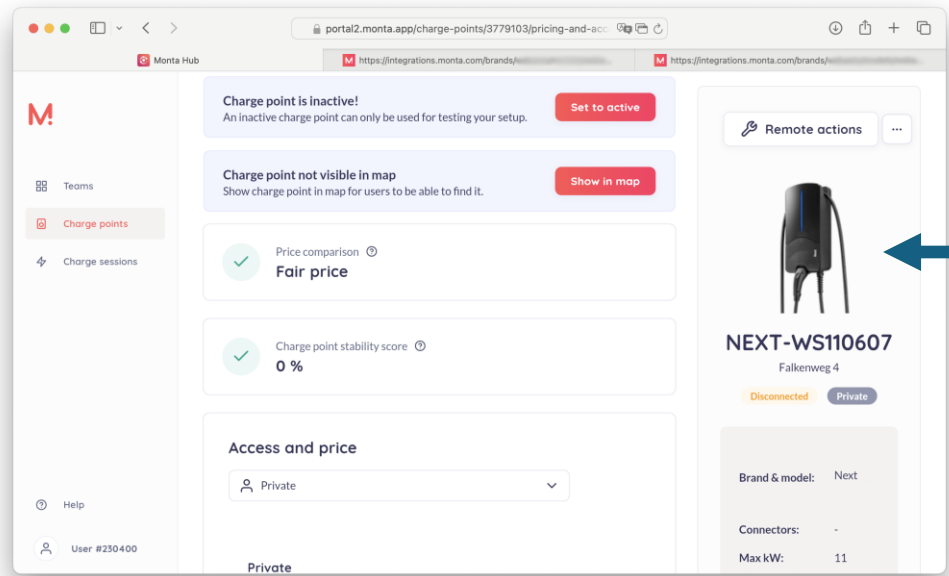 portal2.monta.app/charge-points/3779103/pricing-and-acc
Monta Hub
https://integrations.monta.com/brands/
https://integrations.monta.com/brands/
M
Teams
Charge points
Charge sessions
Help
User #230400
Charge point is inactive!
An inactive charge point can only be used for testing your setup.
Set to active
Charge point not visible in map
Show charge point in map for users to be able to find it.
Show in map
Price comparison
Fair price
Charge point stability score
0 %
Access and price
Private
Private
Remote actions
NEXT-WS110607
Falkenweg 4
Disconnected Private
Brand & model: Next
Connectors: -
Max kW: 11